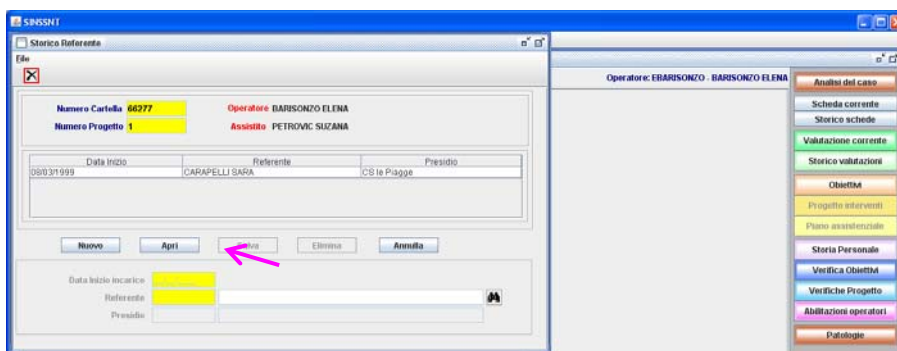 SINSSNT
Storico Referente
File
Operatore: EBARISONZO - BARISONZO ELENA
Numero Cartella 66277 Operatore BARISONZO ELENA
Numero Progetto 1 Assistito PETROVIC SUZANA
Data Inizio Referente Presidio
08/03/1999 CARAPELLI SARA CS le Piagge
Nuovo Apri Salva Elimina Annulla
Data Inizio Incarico
Referente
Presidio
Analisi del caso
Scheda corrente
Storico schede
Valutazione corrente
Storico valutazioni
Obiettivi
Progetto interventi
Piano assistenziale
Storia Personale
Verifica Obiettivi
Verifiche Progetto
Abilitazioni operatori
Patologie